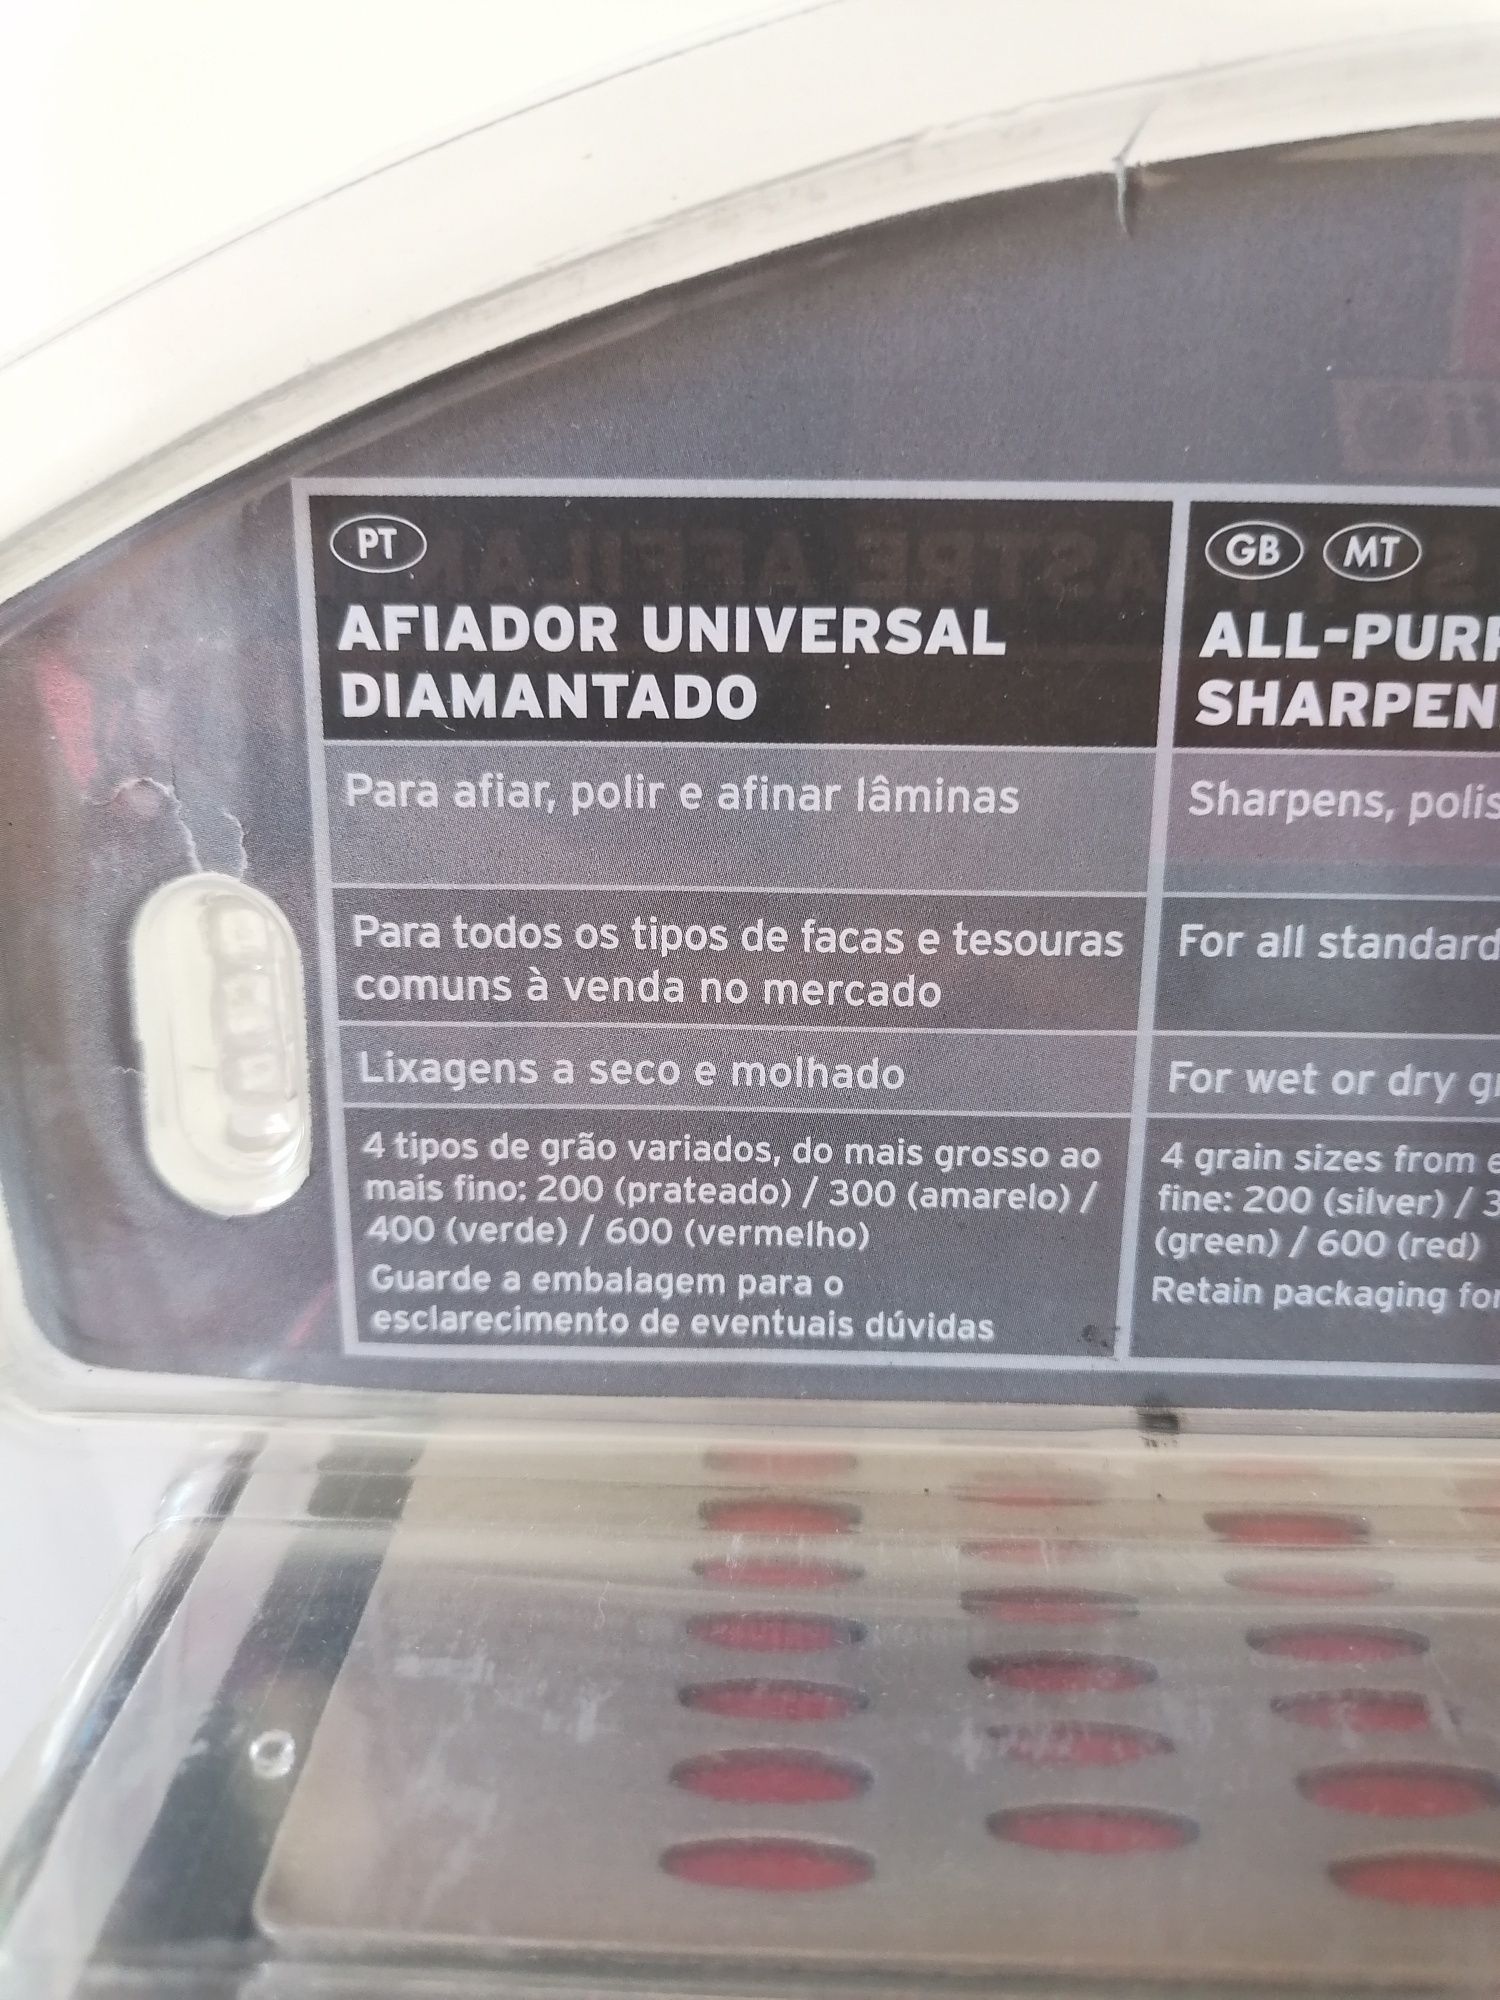 PT
AFIADOR UNIVERSAL
DIAMANTADO
Para afiar, polir e afinar lâminas
Para todos os tipos de facas e tesouras
comuns à venda no mercado
Lixagens a seco e molhado
4 tipos de grão variados, do mais grosso ao
mais fino: 200 (prateado) / 300 (amarelo) /
400 (verde) / 600 (vermelho)
Guarde a embalagem para o
esclarecimento de eventuais dúvidas
GB MT
ALL-PURP
SHARPEN
Sharpens, polis
For all standard
For wet or dry gr
4 grain sizes from e
fine: 200 (silver) / 3
(green) / 600 (red)
Retain packaging for